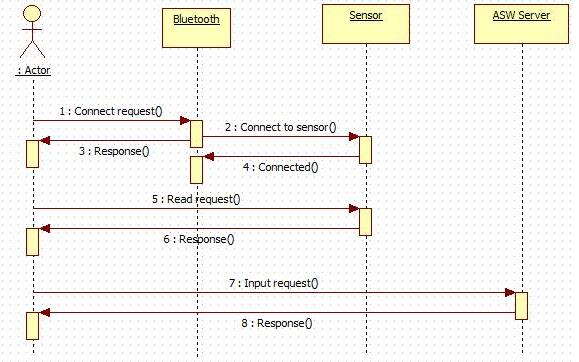 Bluetooth
Sensor
ASW Server
: Actor
1 : Connect request()
2 : Connect to sensor()
3 : Response()
4 : Connected()
5 : Read request()
6 : Response()
7 : Input request()
8 : Response()